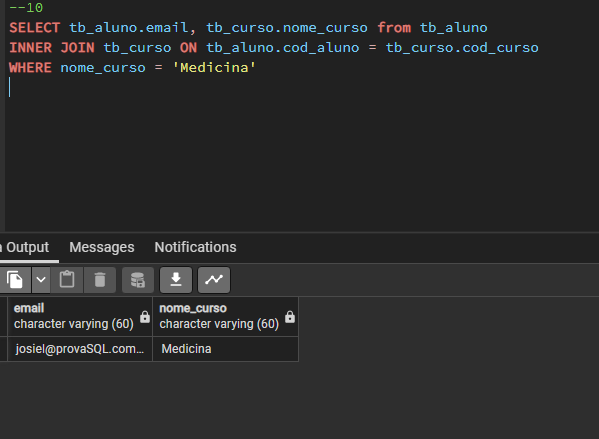 --10
SELECT tb_aluno.email, tb_curso.nome_curso from tb_aluno
INNER JOIN tb_curso ON tb_aluno.cod_aluno = tb_curso.cod_curso
WHERE nome_curso = 'Medicina'
Output Messages Notifications
email nome_curso
character varying (60) character varying (60)
josiel@provaSQL.com... Medicina